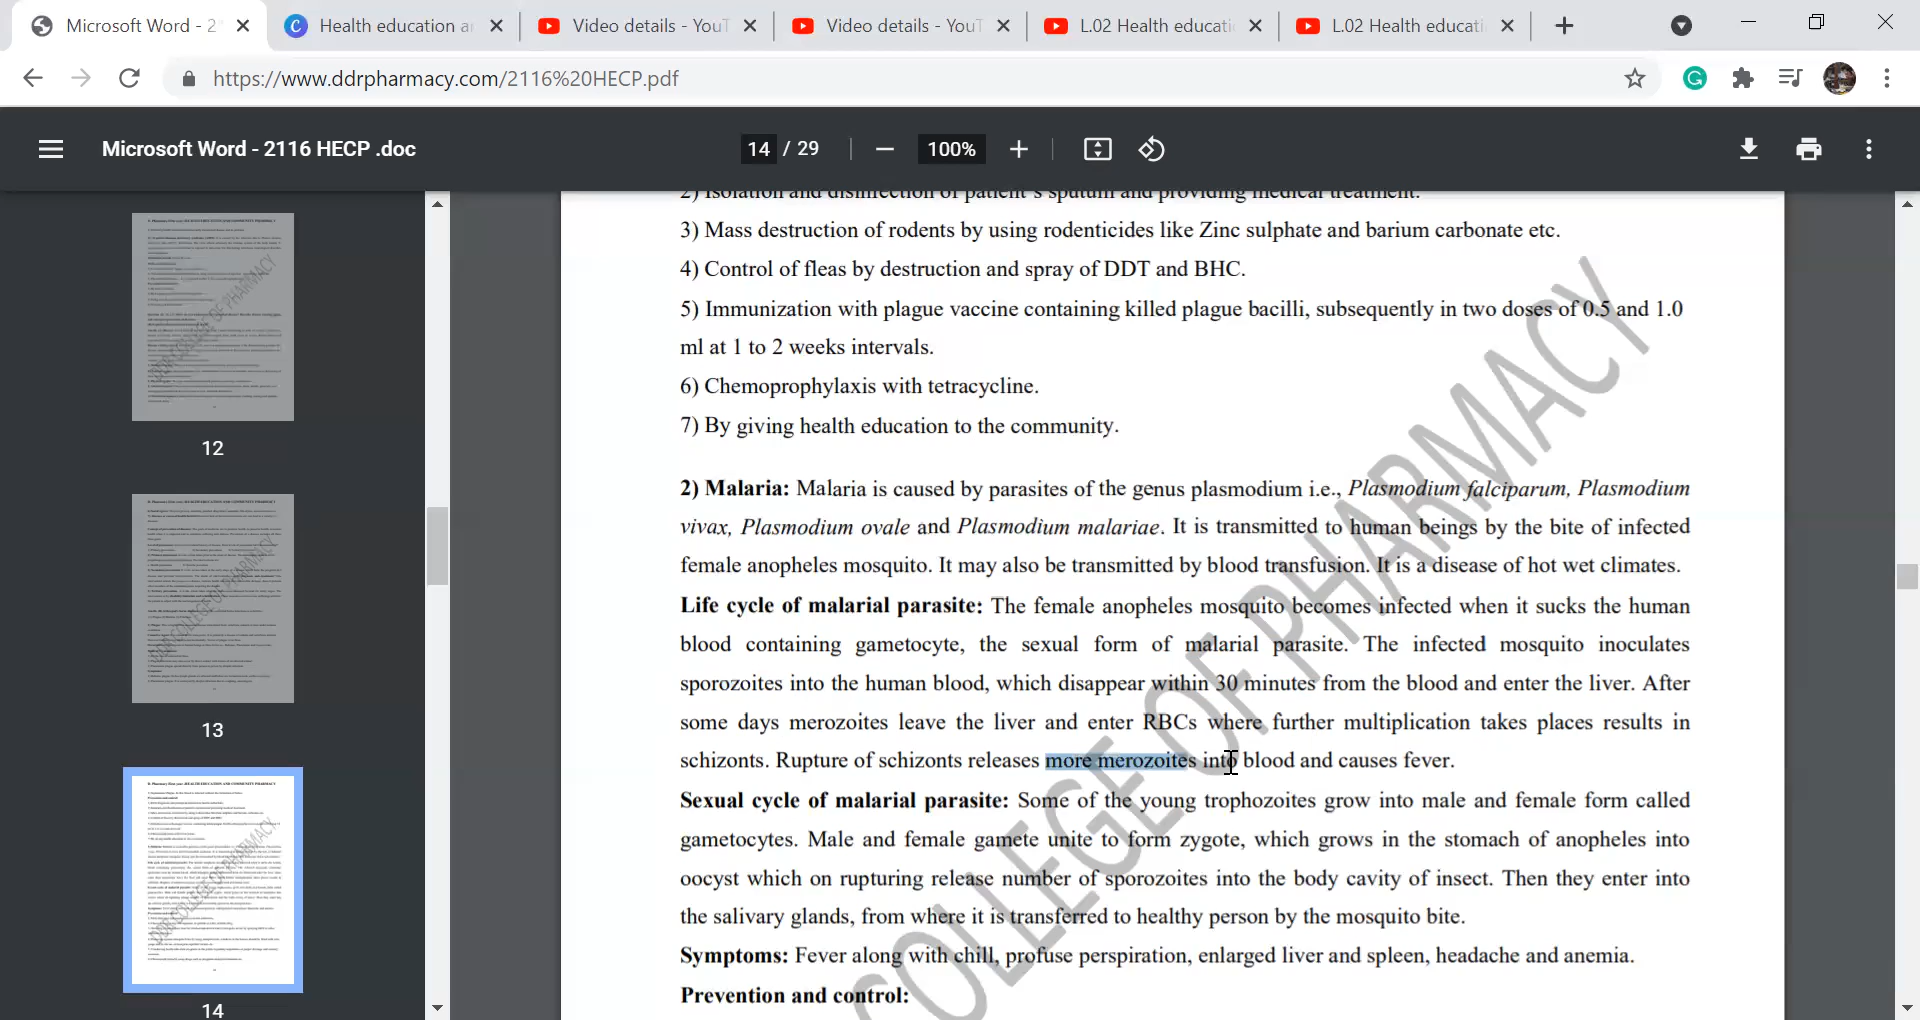 Microsoft Word - 2
Health education a
Video details - YouT
Video details - YouT
L.02 Health educati
L.02 Health educati
https://www.ddrpharmacy.com/2116%20HECP.pdf
Microsoft Word - 2116 HECP .doc
14 / 29
100%
12
13
14
2) Isolation and disinfection of patient's sputum and providing medical treatment.
3) Mass destruction of rodents by using rodenticides like Zinc sulphate and barium carbonate etc.
4) Control of fleas by destruction and spray of DDT and BHC.
5) Immunization with plague vaccine containing killed plague bacilli, subsequently in two doses of 0.5 and 1.0
ml at 1 to 2 weeks intervals.
6) Chemoprophylaxis with tetracycline.
7) By giving health education to the community.
2) Malaria: Malaria is caused by parasites of the genus plasmodium i.e., Plasmodium falciparum, Plasmodium
vivax, Plasmodium ovale and Plasmodium malariae. It is transmitted to human beings by the bite of infected
female anopheles mosquito. It may also be transmitted by blood transfusion. It is a disease of hot wet climates.
Life cycle of malarial parasite: The female anopheles mosquito becomes infected when it sucks the human
blood containing gametocyte, the sexual form of malarial parasite. The infected mosquito inoculates
sporozoites into the human blood, which disappear within 30 minutes from the blood and enter the liver. After
some days merozoites leave the liver and enter RBCs where further multiplication takes places results in
schizonts. Rupture of schizonts releases more merozoites into blood and causes fever.
Sexual cycle of malarial parasite: Some of the young trophozoites grow into male and female form called
gametocytes. Male and female gamete unite to form zygote, which grows in the stomach of anopheles into
oocyst which on rupturing release number of sporozoites into the body cavity of insect. Then they enter into
the salivary glands, from where it is transferred to healthy person by the mosquito bite.
Symptoms: Fever along with chill, profuse perspiration, enlarged liver and spleen, headache and anemia.
Prevention and control:
COLLEGE OF PHARMACY